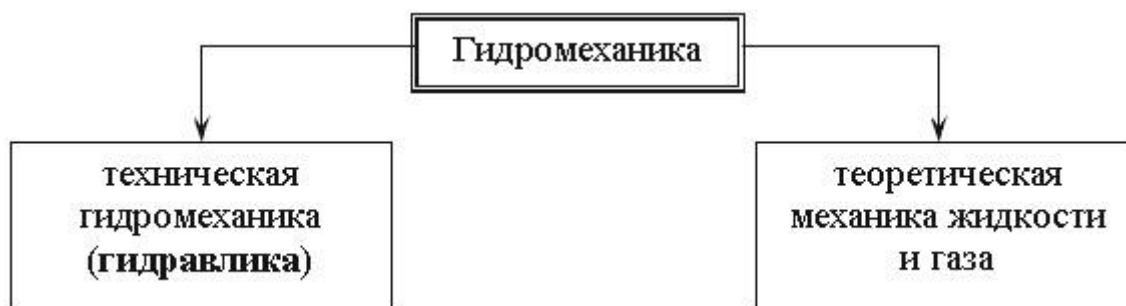 Гидромеханика
техническая
гидромеханика
(гидравлика)
теоретическая
механика жидкости
и газа